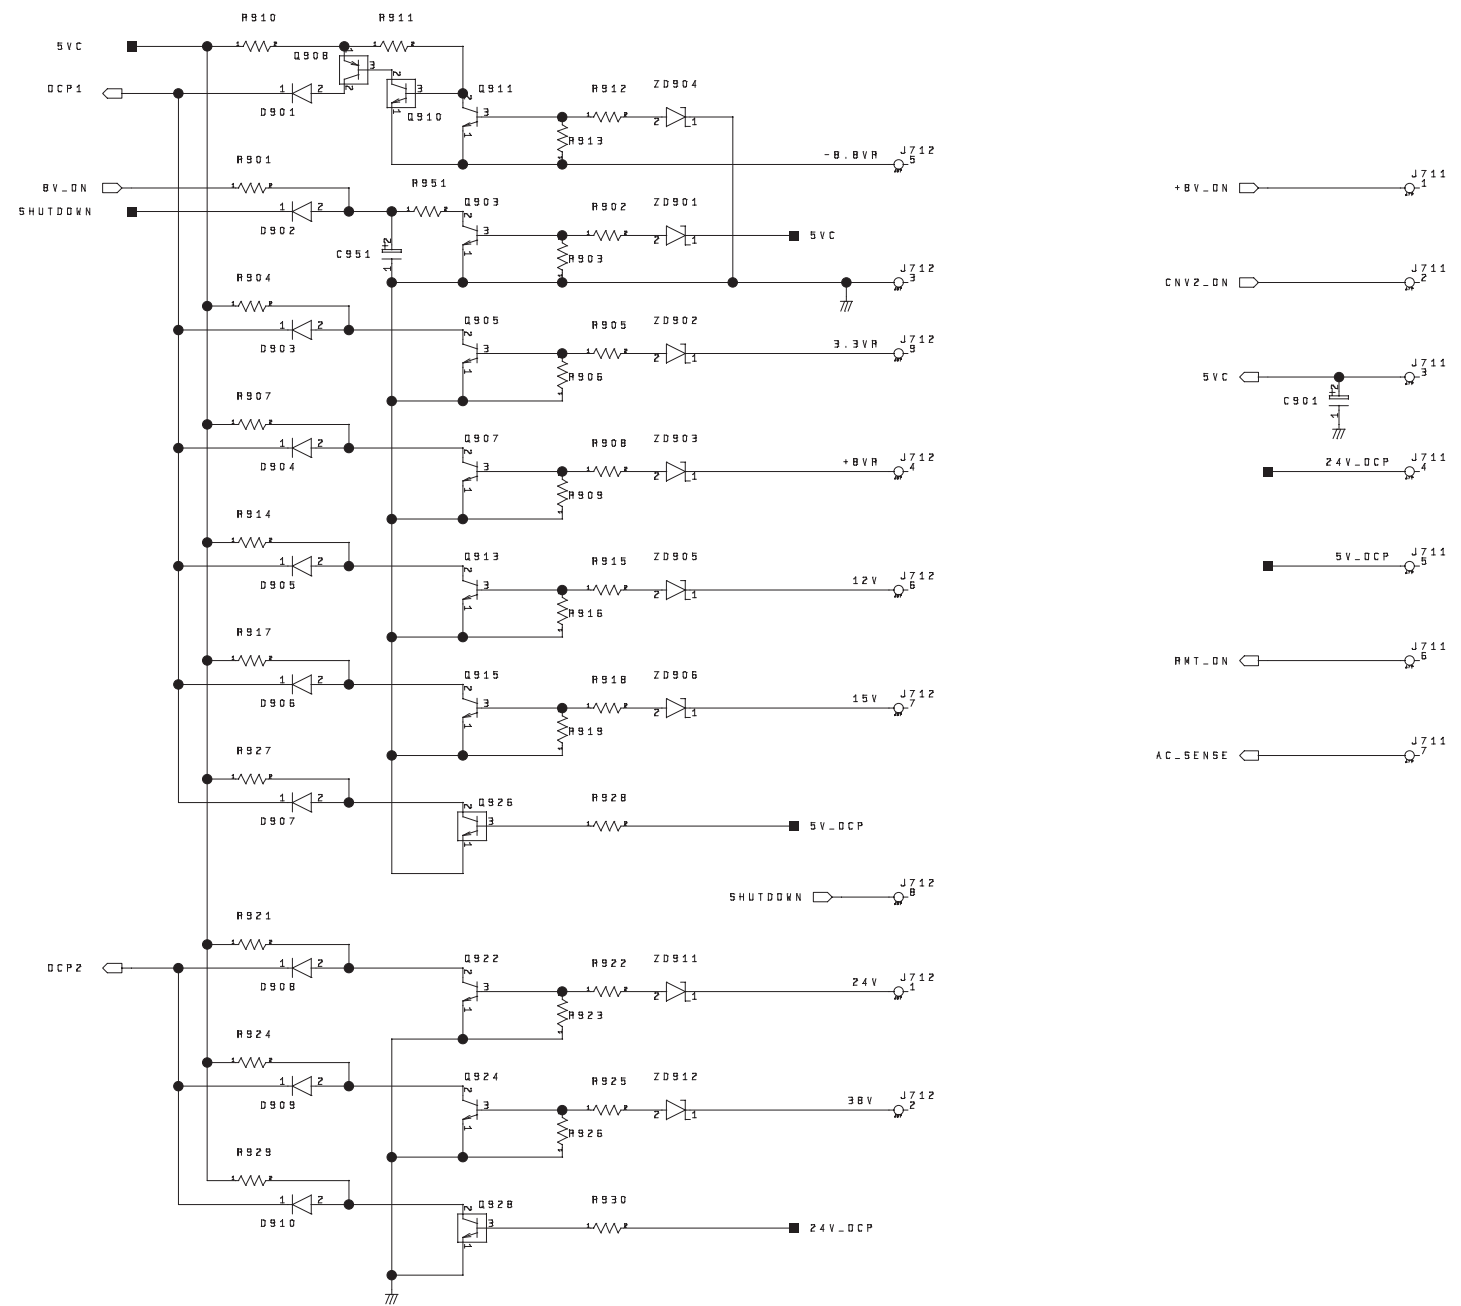 R910 R911
5VC
Q908
OCP1
D901
Q910
Q911
R912 ZD904
R913
-8.8VR J712 5
R901
8V_ON
SHUTDOWN
D902
R951
C951
Q903
R902 ZD901
R903
5VC
J712 3
R904
D903
Q905
R905 ZD902
R906
3.3VR J712 9
R907
D904
Q907
R908 ZD903
R909
+8VR J712 4
R914
D905
Q913
R915 ZD905
R916
12V J712 6
R917
D906
Q915
R918 ZD906
R919
15V J712 7
R927
D907
Q926
R928
5V_OCP
SHUTDOWN J712 8
R921
OCP2
D908
Q922
R922 ZD911
R923
24V J712 1
R924
D909
Q924
R925 ZD912
R926
38V J712 2
R929
D910
Q928
R930
24V_OCP
+8V_ON J711 1
CNV2_ON J711 2
5VC J711 3
C901
24V_OCP J711 4
5V_OCP J711 5
RMT_ON J711 6
AC_SENSE J711 7